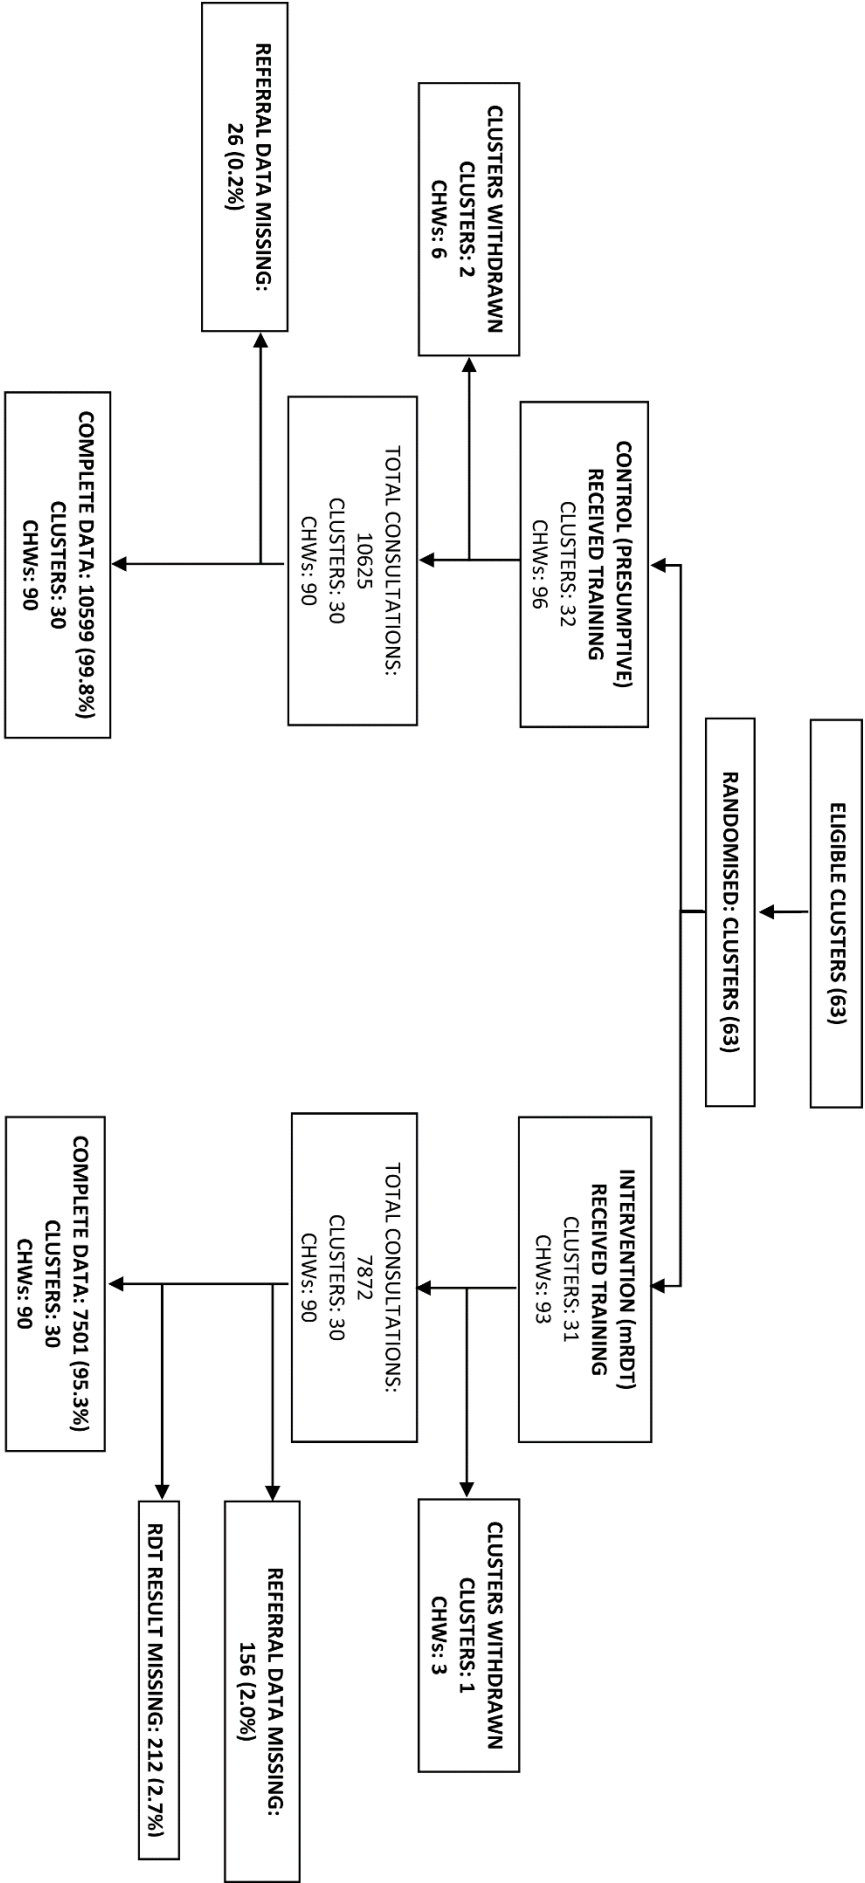 ELIGIBLE CLUSTERS (63)
RANDOMISED: CLUSTERS (63)
CONTROL (PRESUMPTIVE)
RECEIVED TRAINING
CLUSTERS: 32
CHWs: 96
INTERVENTION (mRDT)
RECEIVED TRAINING
CLUSTERS: 31
CHWs: 93
CLUSTERS WITHDRAWN
CLUSTERS: 2
CHWs: 6
CLUSTERS WITHDRAWN
CLUSTERS: 1
CHWs: 3
TOTAL CONSULTATIONS:
10625
CLUSTERS: 30
CHWs: 90
TOTAL CONSULTATIONS:
7872
CLUSTERS: 30
CHWs: 90
REFERRAL DATA MISSING:
26 (0.2%)
REFERRAL DATA MISSING:
156 (2.0%)
RDT RESULT MISSING: 212 (2.7%)
COMPLETE DATA: 10599 (99.8%)
CLUSTERS: 30
CHWs: 90
COMPLETE DATA: 7501 (95.3%)
CLUSTERS: 30
CHWs: 90